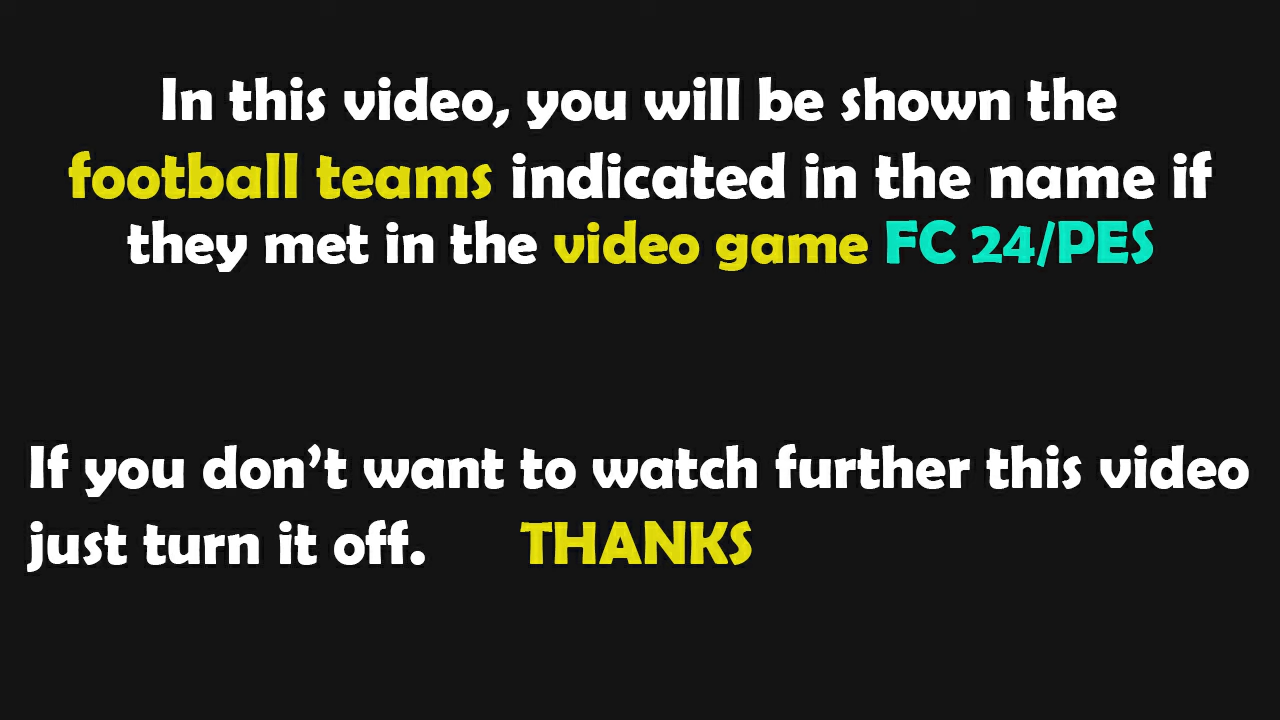 In this video, you will be shown the
football teams indicated in the name if
they met in the video game FC 24/PES
If you don’t want to watch further this video
just turn it off. THANKS